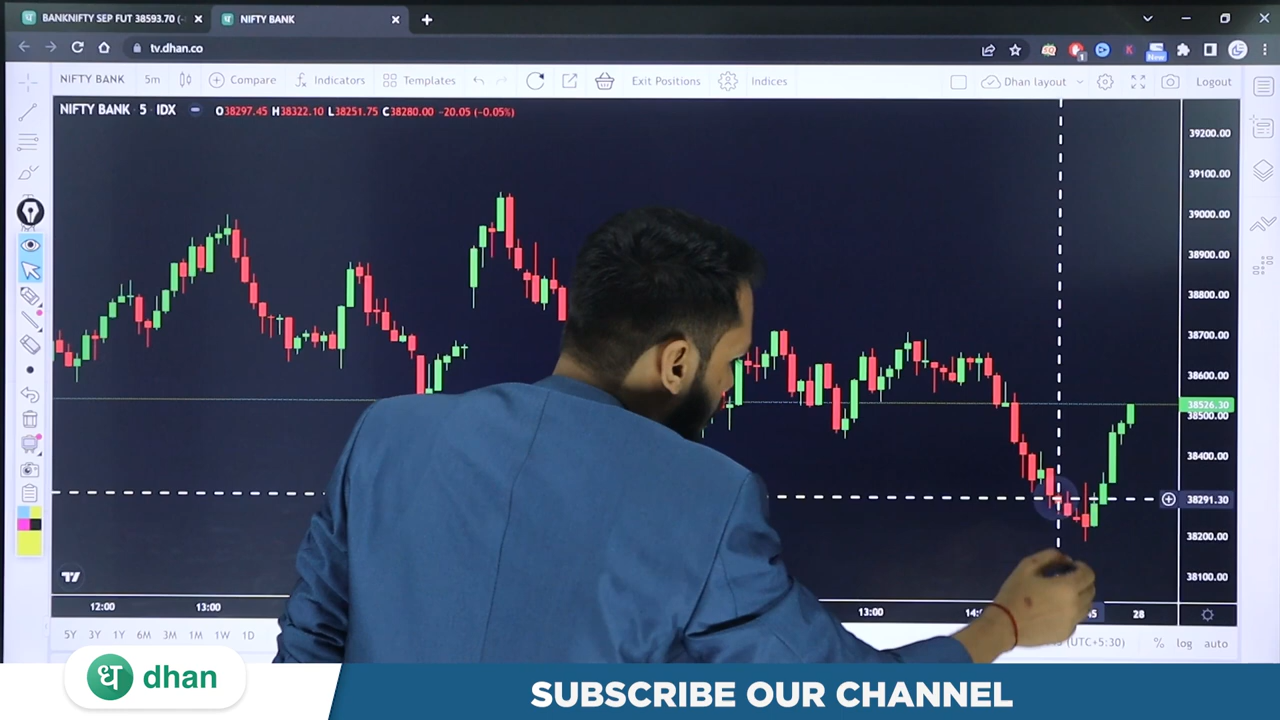 BANKNIFTY SEP FUT 38593.70 (-
NIFTY BANK
tv.dhan.co
New
1
K
NIFTY BANK 5m Compare Indicators Templates Exit Positions Indices Dhan layout Logout
NIFTY BANK · 5 · IDX O38297.45 H38322.10 L38251.75 C38280.00 -20.05 (-0.05%)
39200.00
39100.00
39000.00
38900.00
38800.00
38700.00
38600.00
38526.30
38500.00
38400.00
38291.30
38200.00
38100.00
12:00 13:00 13:00 28
5Y 3Y 1Y 6M 3M 1M 1W 1D (UTC+5:30) % log auto
ध dhan
SUBSCRIBE OUR CHANNEL